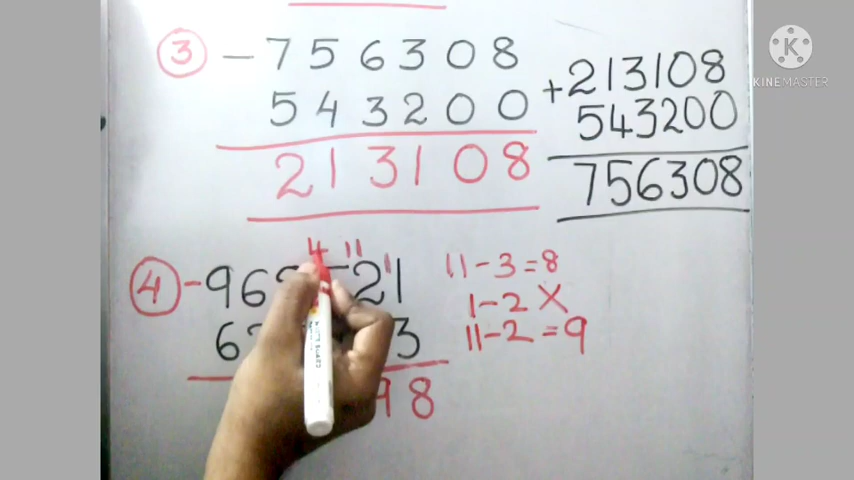 3 - 756308
543200
213108
+ 213108
543200
756308
K
KINEMASTER
4 11 1
4 - 96 21
6 3
98
11-3=8
1-2 X
11-2=9